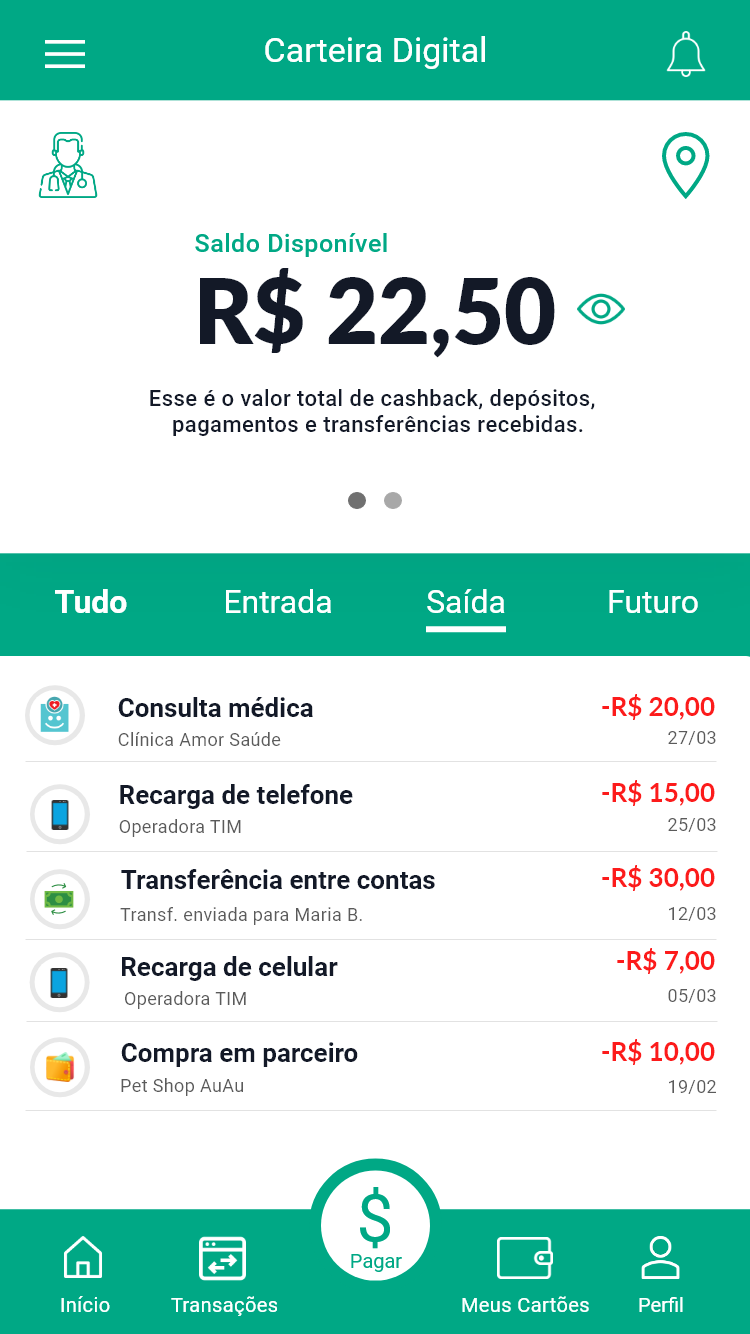 Carteira Digital
Saldo Disponível
R$ 22,50
Esse é o valor total de cashback, depósitos,
pagamentos e transferências recebidas.
Tudo Entrada Saída Futuro
Consulta médica -R$ 20,00
Clínica Amor Saúde 27/03
Recarga de telefone -R$ 15,00
Operadora TIM 25/03
Transferência entre contas -R$ 30,00
Transf. enviada para Maria B. 12/03
Recarga de celular -R$ 7,00
Operadora TIM 05/03
Compra em parceiro -R$ 10,00
Pet Shop AuAu 19/02
$
Pagar
Início Transações Meus Cartões Perfil